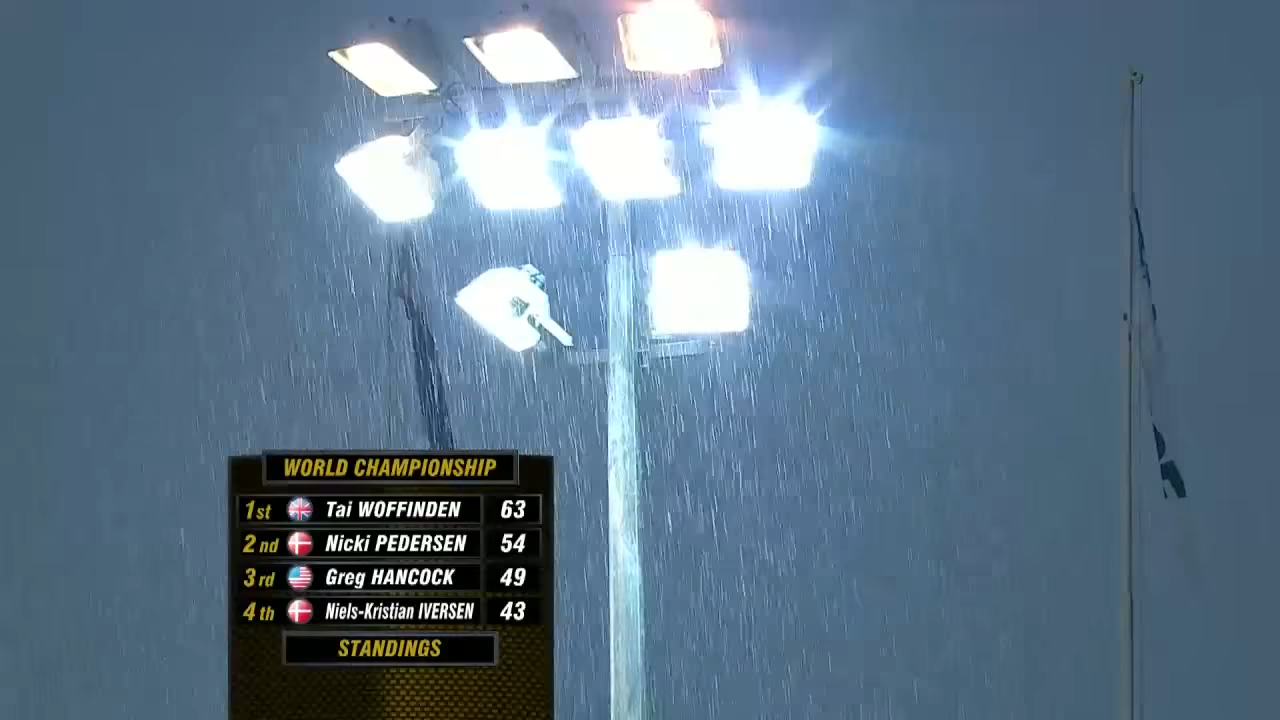 WORLD CHAMPIONSHIP
1st Tai WOFFINDEN 63
2nd Nicki PEDERSEN 54
3rd Greg HANCOCK 49
4th Niels-Kristian IVERSEN 43
STANDINGS